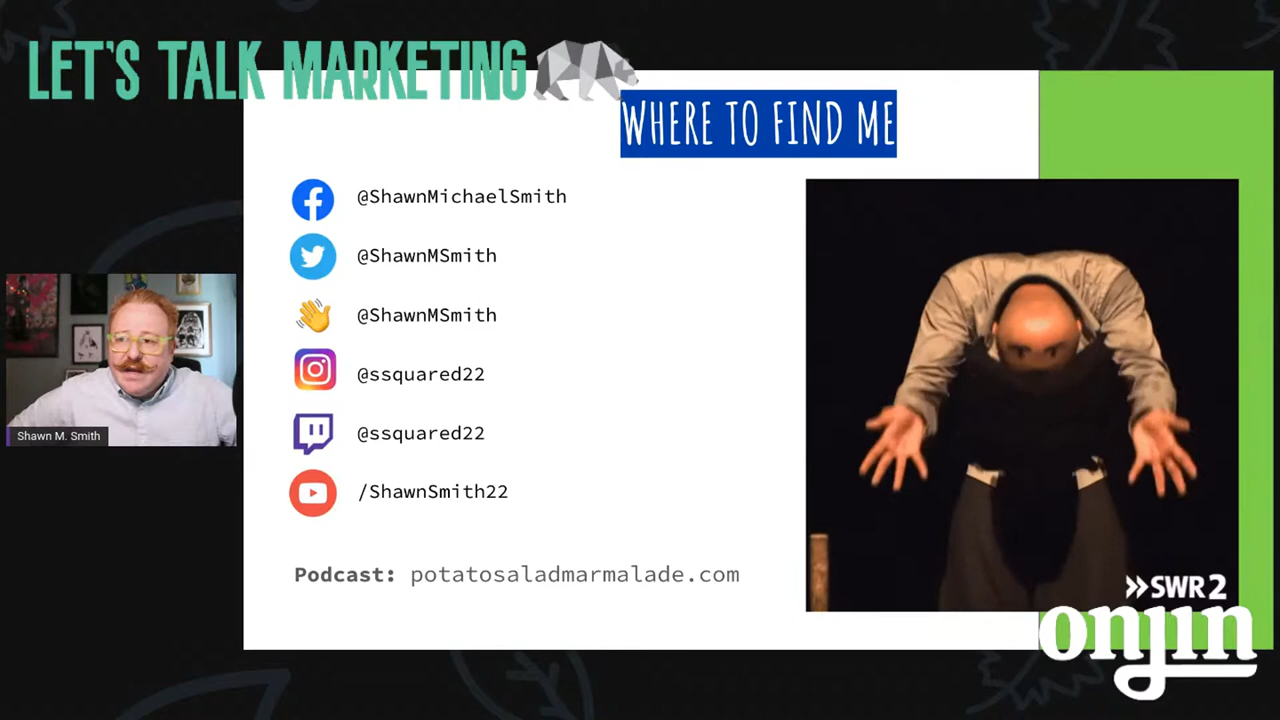 LET'S TALK MARKETING
WHERE TO FIND ME
@ShawnMichaelSmith
@ShawnMSmith
@ShawnMSmith
@ssquared22
@ssquared22
/ShawnSmith22
Podcast: potatosaladmarmalade.com
Shawn M. Smith
SWR2
onjin